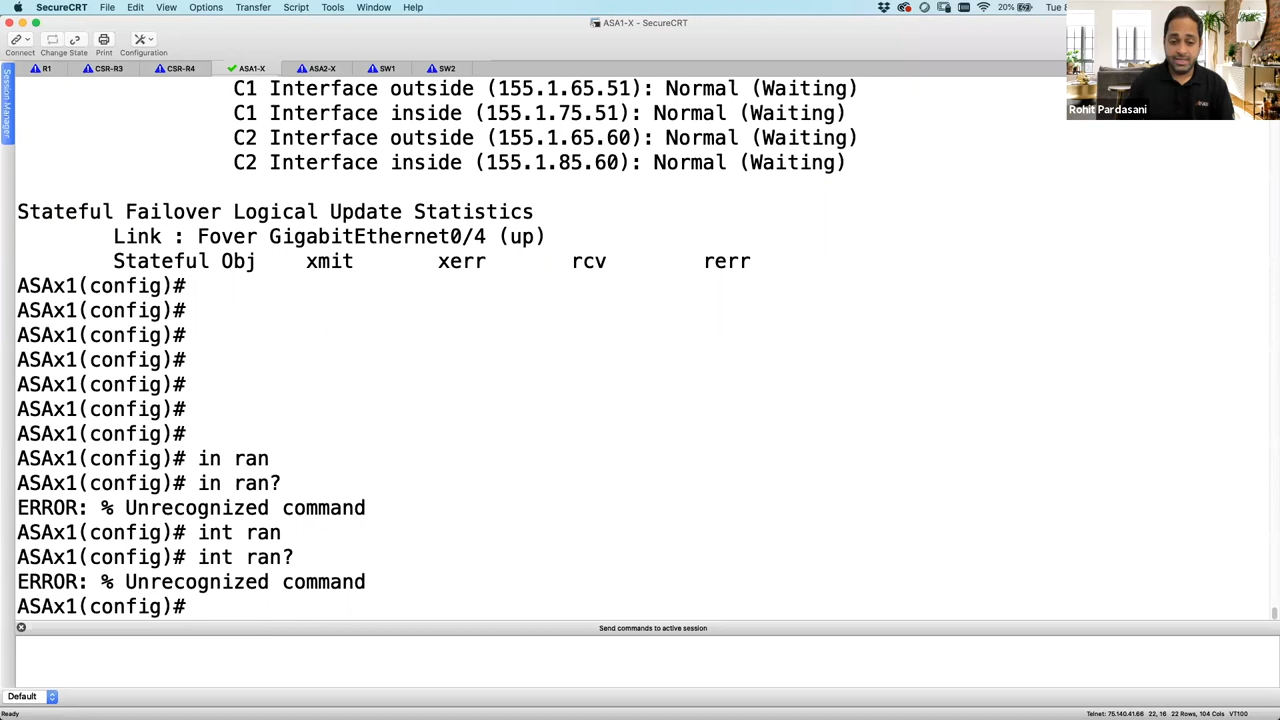 SecureCRT File Edit View Options Transfer Script Tools Window Help 20% Tue 8
ASA1-X - SecureCRT
Connect Change State Print Configuration
R1 CSR-R3 CSR-R4 ASA1-X ASA2-X SW1 SW2
Session Manager
Rohit Pardasani
C1 Interface outside (155.1.65.51): Normal (Waiting)
C1 Interface inside (155.1.75.51): Normal (Waiting)
C2 Interface outside (155.1.65.60): Normal (Waiting)
C2 Interface inside (155.1.85.60): Normal (Waiting)
Stateful Failover Logical Update Statistics
Link : Fover GigabitEthernet0/4 (up)
Stateful Obj xmit xerr rcv rerr
ASAx1(config)#
ASAx1(config)#
ASAx1(config)#
ASAx1(config)#
ASAx1(config)#
ASAx1(config)#
ASAx1(config)#
ASAx1(config)# in ran
ASAx1(config)# in ran?
ERROR: % Unrecognized command
ASAx1(config)# int ran
ASAx1(config)# int ran?
ERROR: % Unrecognized command
ASAx1(config)#
Send commands to active session
Default
Ready Telnet: 75.140.41.66 22, 16 22 Rows, 104 Cols VT100